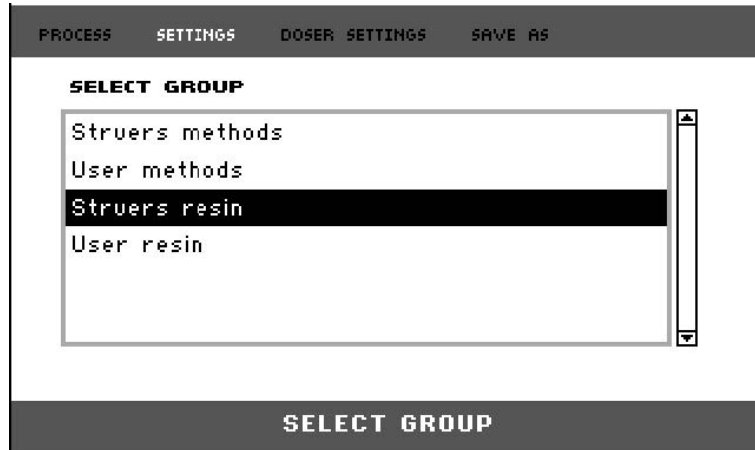 PROCESS SETTINGS DOSER SETTINGS SAVE AS
SELECT GROUP
Struers methods
User methods
Struers resin
User resin
SELECT GROUP